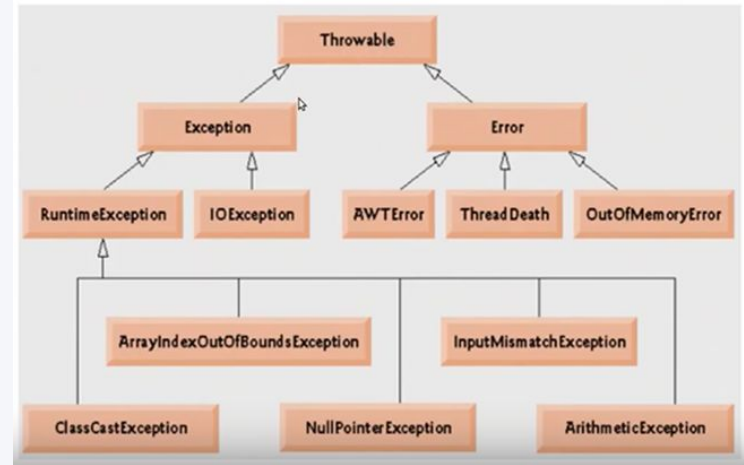 Throwable
Exception
Error
RuntimeException
IOException
AWTError
ThreadDeath
OutOfMemoryError
ArrayIndexOutOfBoundsException
InputMismatchException
ClassCastException
NullPointerException
ArithmeticException